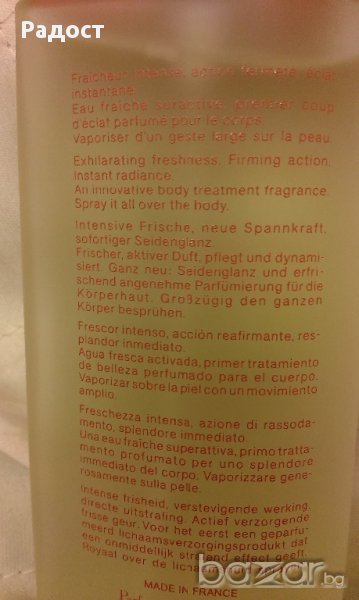 Радост
Fraîcheur intense, action fermeté, éclat
instantané.
Eau fraîche suractive, premier coup
d'éclat parfumé pour le corps.
Vaporiser d'un geste large sur la peau.
Exhilarating freshness. Firming action.
Instant radiance.
An innovative body treatment fragrance.
Spray it all over the body.
Intensive Frische, neue Spannkraft,
sofortiger Seidenglanz.
Frischer, aktiver Duft, pflegt und dynami-
siert. Ganz neu: Seidenglanz und erfri-
schend angenehme Parfümierung für die
Körperhaut. Großzügig den ganzen
Körper besprühen.
Frescor intenso, acción reafirmante, res-
plandor inmediato.
Agua fresca activada, primer tratamiento
de belleza perfumado para el cuerpo.
Vaporizar sobre la piel con un movimiento
amplio.
Freschezza intensa, azione di rassoda-
mento, splendore immediato.
Una eau fraîche superattiva, primo tratta-
mento profumato per uno splendore
immediato del corpo. Vaporizzare gene-
rosamente sulla pelle.
Intense frisheid, verstevigende werking,
directe uitstraling. Actief verzorgende
frisse geur. Voor het eerst een geparfu-
meerd lichaamsverzorgingsprodukt dat
een onmiddellijk stralend effect geeft.
Royaal over de lichaamshuid
MADE IN FRANCE
bazar.bg